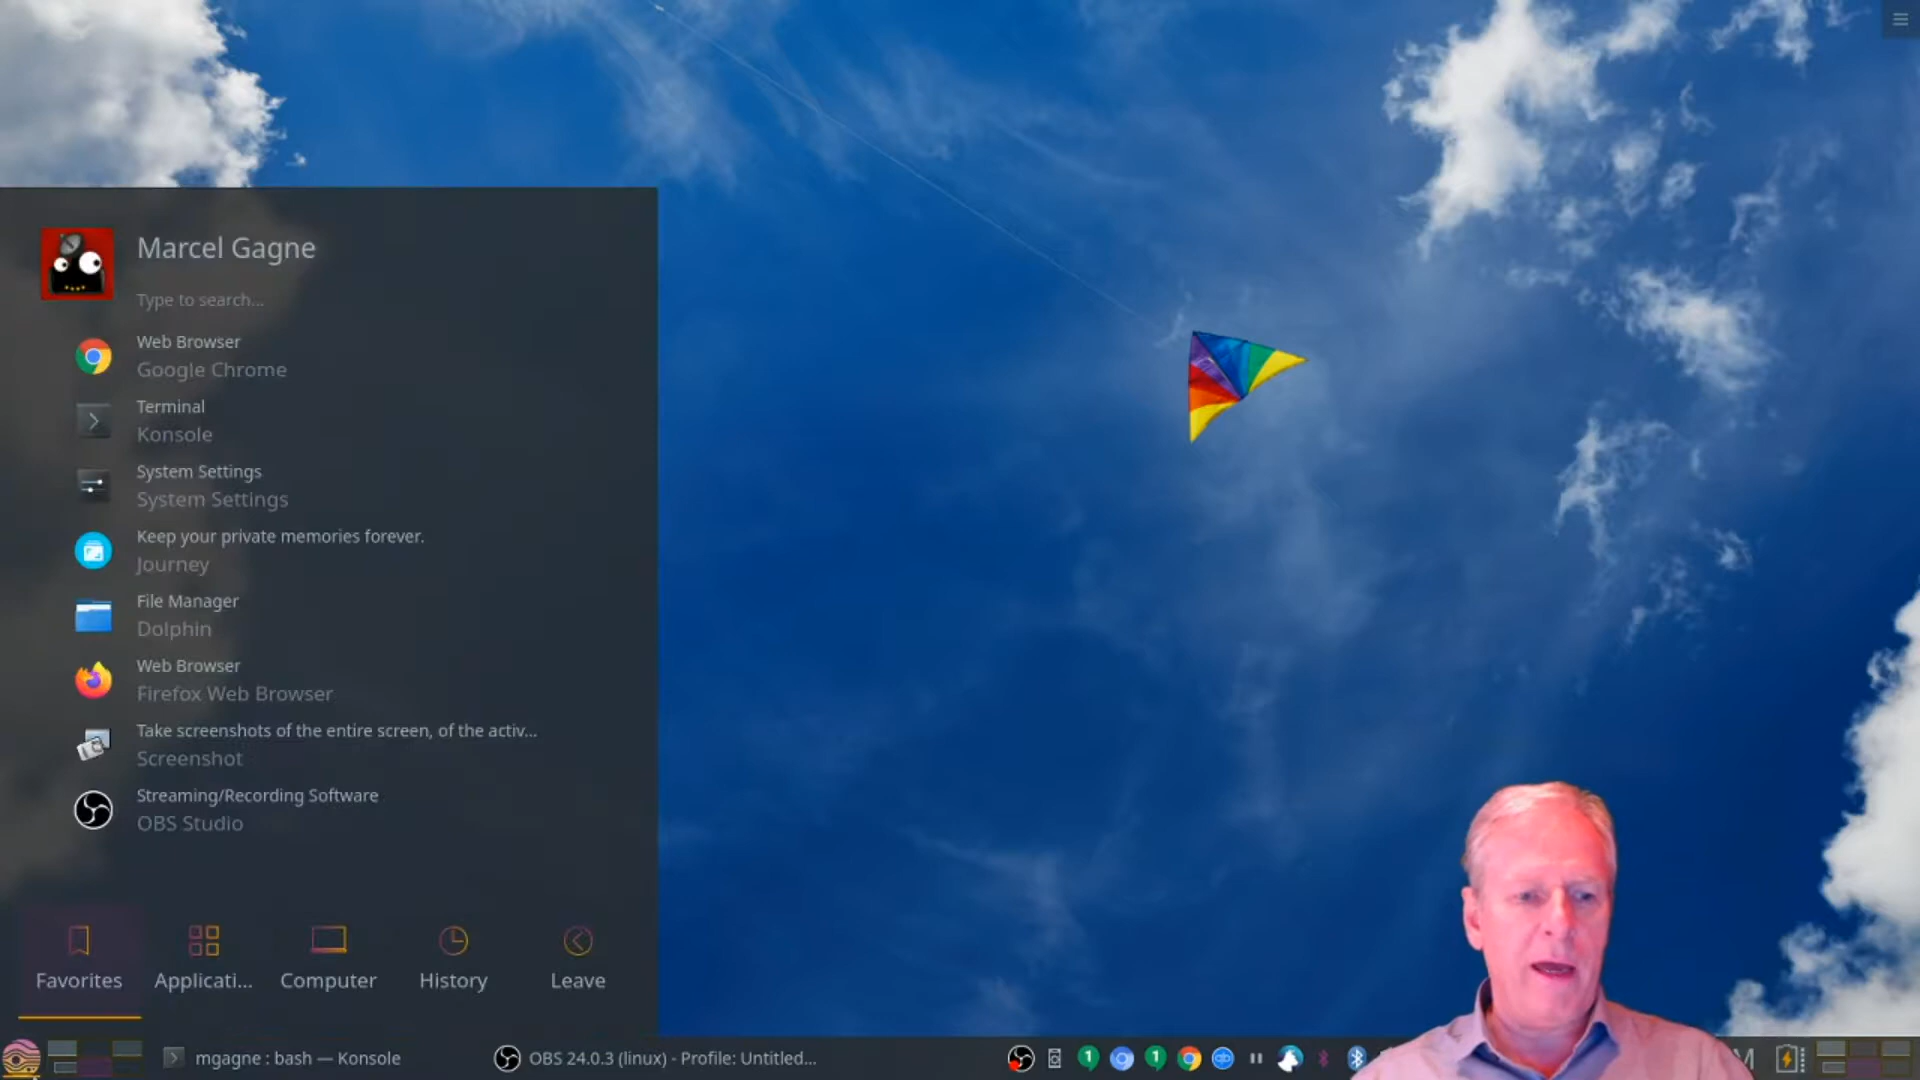 Marcel Gagne
Type to search...
Web Browser
Google Chrome
Terminal
Konsole
System Settings
System Settings
Keep your private memories forever.
Journey
File Manager
Dolphin
Web Browser
Firefox Web Browser
Take screenshots of the entire screen, of the activ...
Screenshot
Streaming/Recording Software
OBS Studio
Favorites
Applicati...
Computer
History
Leave
mgagne : bash — Konsole
OBS 24.0.3 (linux) - Profile: Untitled...
1
1